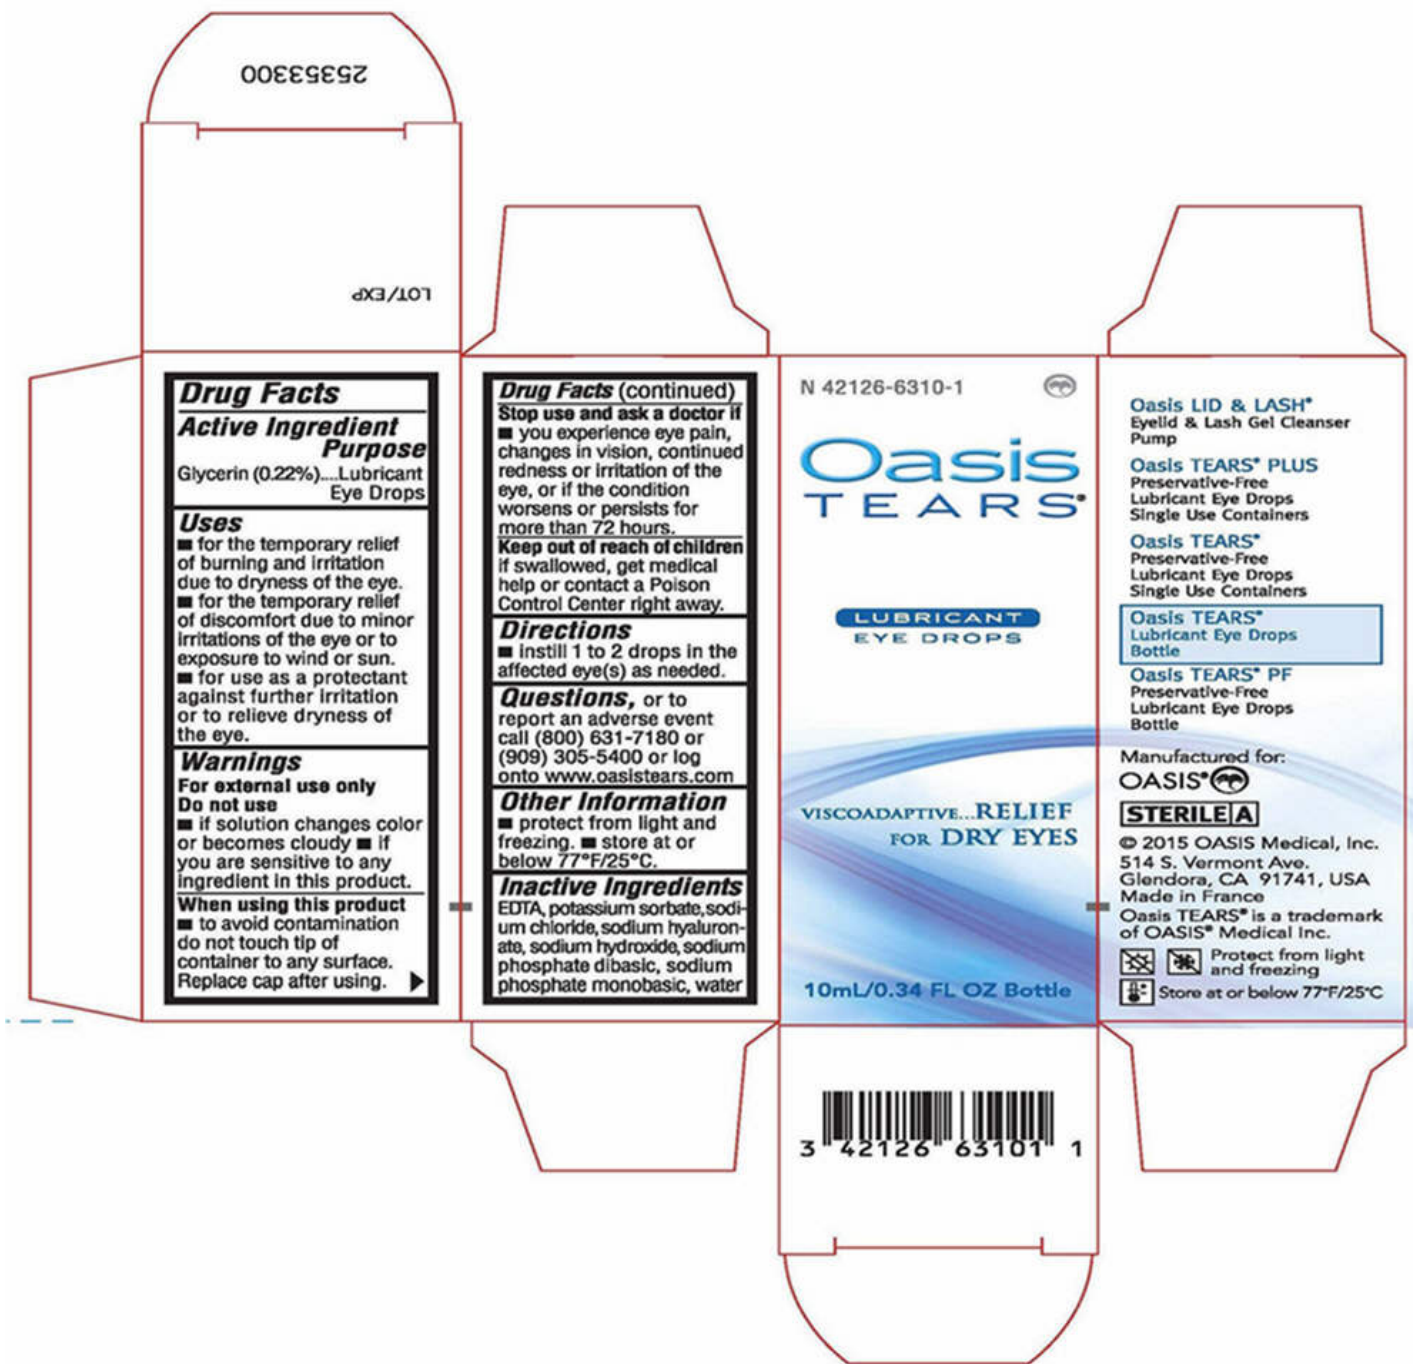 25353300
LOT/EXP
Drug Facts
Active Ingredient
Purpose
Glycerin (0.22%)....Lubricant
Eye Drops
Uses
■ for the temporary relief
of burning and irritation
due to dryness of the eye.
■ for the temporary relief
of discomfort due to minor
irritations of the eye or to
exposure to wind or sun.
■ for use as a protectant
against further irritation
or to relieve dryness of
the eye.
Warnings
For external use only
Do not use
■ if solution changes color
or becomes cloudy ■ if
you are sensitive to any
ingredient in this product.
When using this product
■ to avoid contamination
do not touch tip of
container to any surface.
Replace cap after using. ▶
Drug Facts (continued)
Stop use and ask a doctor if
■ you experience eye pain,
changes in vision, continued
redness or irritation of the
eye, or if the condition
worsens or persists for
more than 72 hours.
Keep out of reach of children
if swallowed, get medical
help or contact a Poison
Control Center right away.
Directions
■ instill 1 to 2 drops in the
affected eye(s) as needed.
Questions, or to
report an adverse event
call (800) 631-7180 or
(909) 305-5400 or log
onto www.oasistears.com
Other Information
■ protect from light and
freezing. ■ store at or
below 77°F/25°C.
Inactive Ingredients
EDTA, potassium sorbate, sodi-
um chloride, sodium hyaluron-
ate, sodium hydroxide, sodium
phosphate dibasic, sodium
phosphate monobasic, water
N 42126-6310-1
Oasis
TEARS®
LUBRICANT
EYE DROPS
VISCOADAPTIVE...RELIEF
FOR DRY EYES
10mL/0.34 FL OZ Bottle
3 42126 63101 1
Oasis LID & LASH®
Eyelid & Lash Gel Cleanser
Pump
Oasis TEARS® PLUS
Preservative-Free
Lubricant Eye Drops
Single Use Containers
Oasis TEARS®
Preservative-Free
Lubricant Eye Drops
Single Use Containers
Oasis TEARS®
Lubricant Eye Drops
Bottle
Oasis TEARS® PF
Preservative-Free
Lubricant Eye Drops
Bottle
Manufactured for:
OASIS®
STERILE A
© 2015 OASIS Medical, Inc.
514 S. Vermont Ave.
Glendora, CA 91741, USA
Made in France
Oasis TEARS® is a trademark
of OASIS® Medical Inc.
Protect from light
and freezing
Store at or below 77°F/25°C